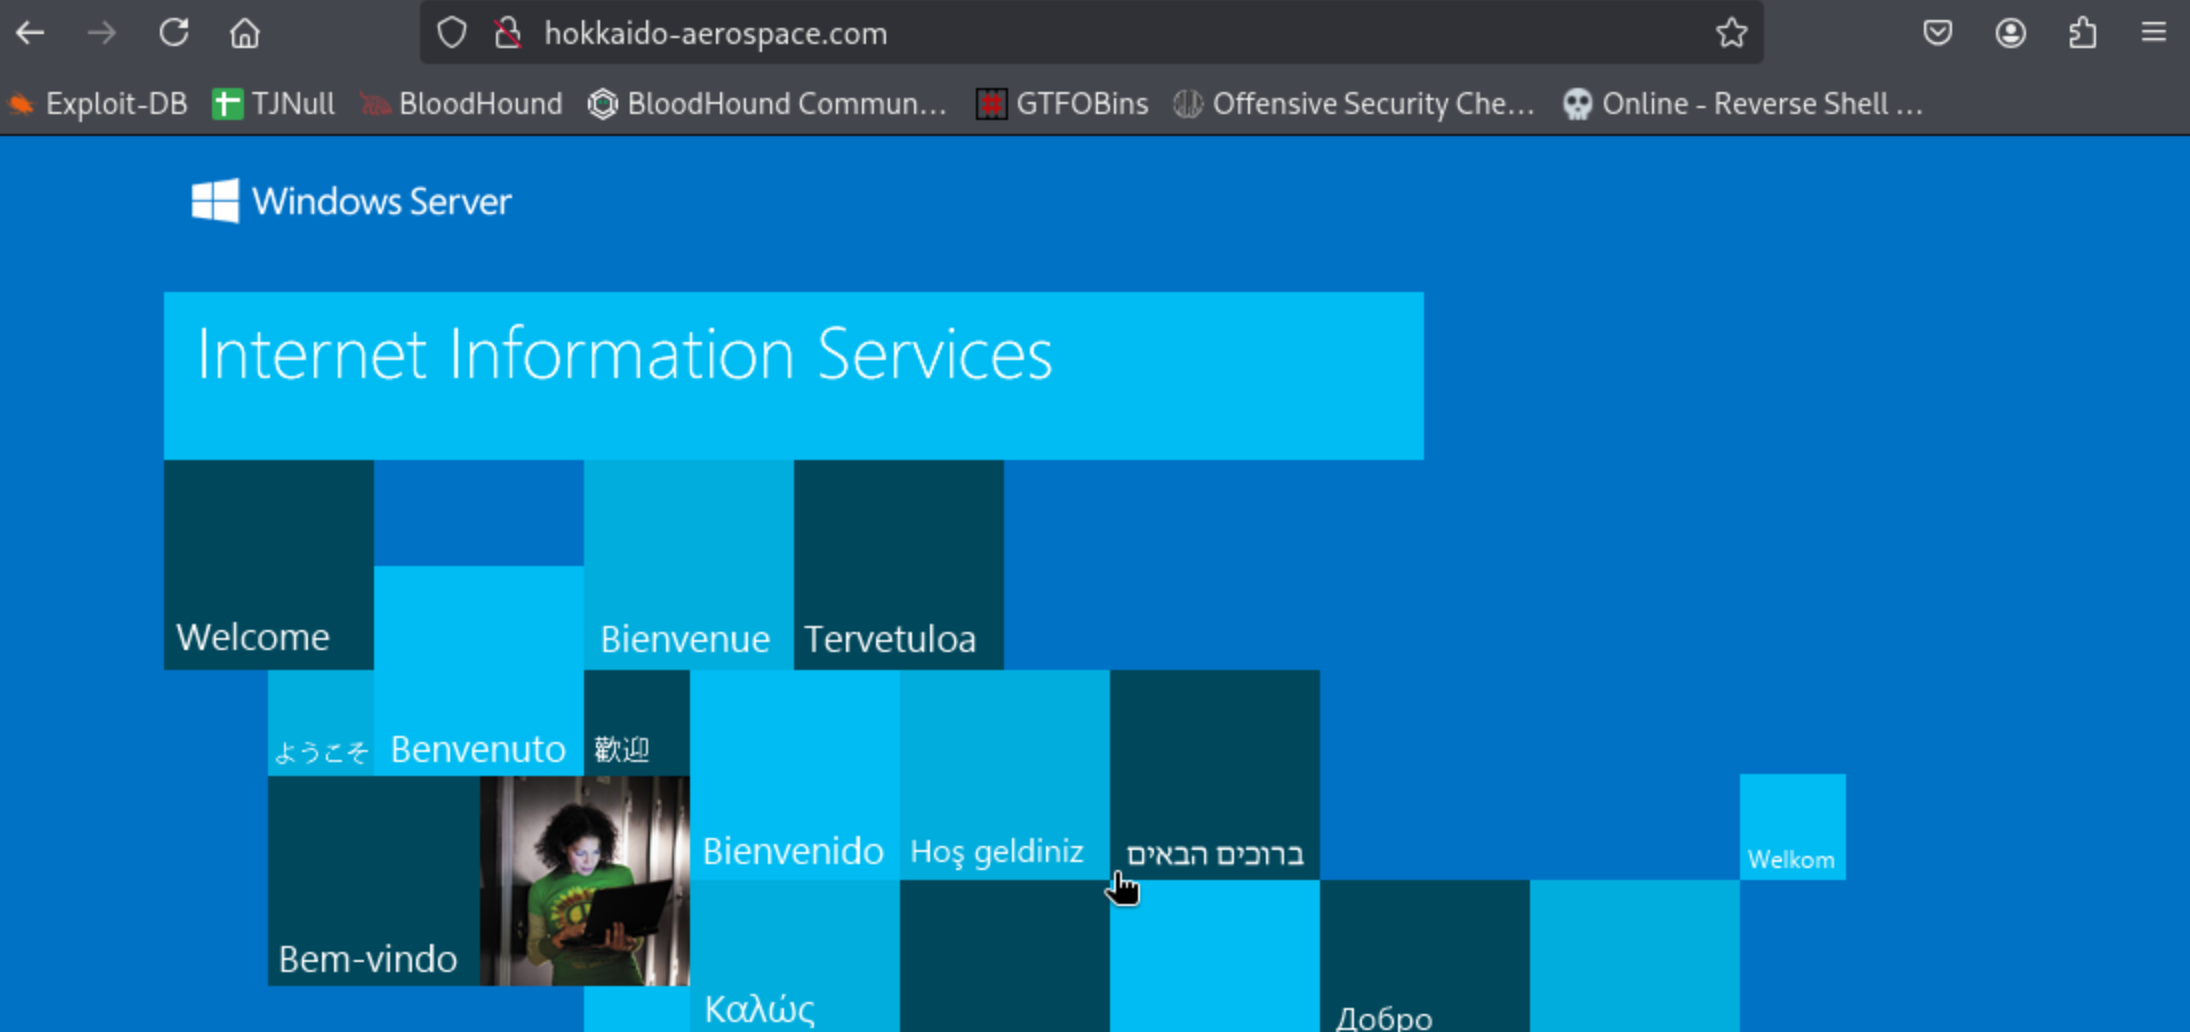 hokkaido-aerospace.com
Exploit-DB TJNull BloodHound BloodHound Commun... GTFOBins Offensive Security Che... Online - Reverse Shell ...
Windows Server
Internet Information Services
Welcome Bienvenue Tervetuloa
ようこそ Benvenuto 歡迎
Bienvenido Hoş geldiniz ברוכים הבאים Welkom
Bem-vindo
Καλώς Добро